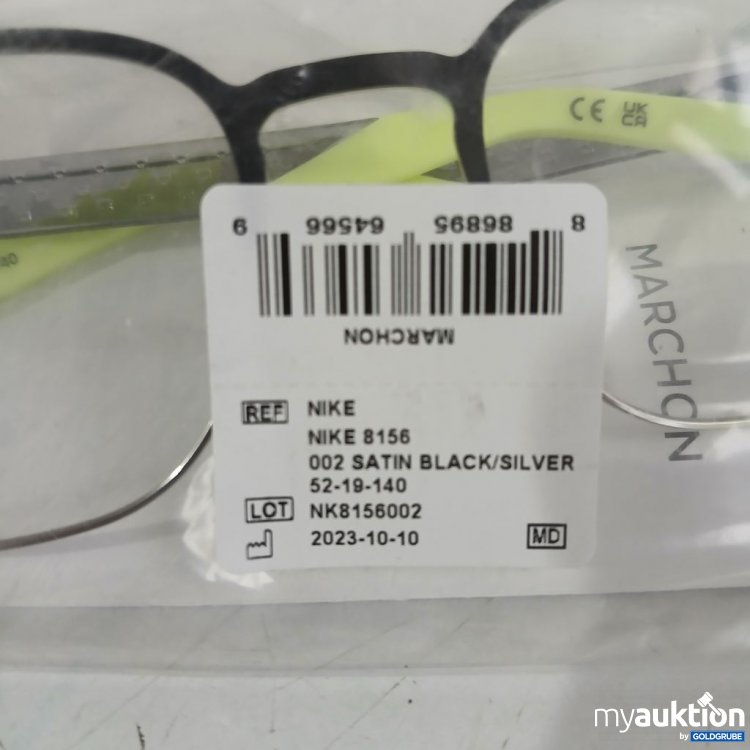 CE UK CA
8 86895 64566 9
MARCHON
MARCHON
REF NIKE
NIKE 8156
002 SATIN BLACK/SILVER
52-19-140
LOT NK8156002
2023-10-10 MD
myauktion
by GOLDGRUBE